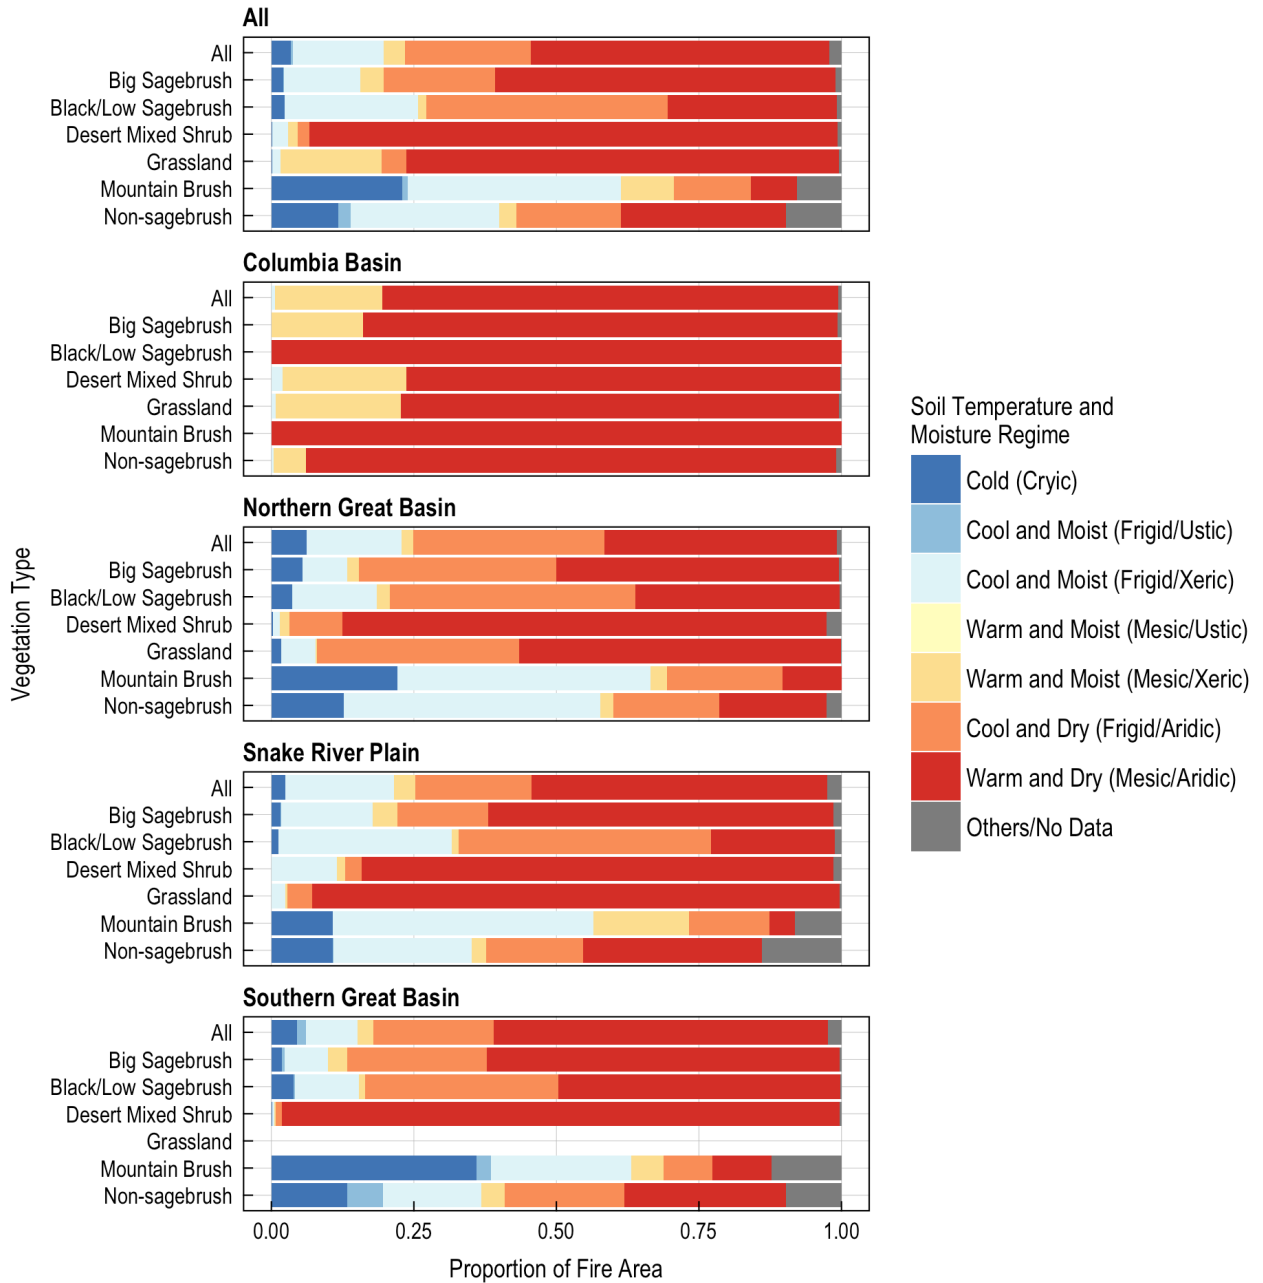 All
All
Big Sagebrush
Black/Low Sagebrush
Desert Mixed Shrub
Grassland
Mountain Brush
Non-sagebrush
Columbia Basin
All
Big Sagebrush
Black/Low Sagebrush
Desert Mixed Shrub
Grassland
Mountain Brush
Non-sagebrush
Northern Great Basin
All
Big Sagebrush
Black/Low Sagebrush
Desert Mixed Shrub
Grassland
Mountain Brush
Non-sagebrush
Snake River Plain
All
Big Sagebrush
Black/Low Sagebrush
Desert Mixed Shrub
Grassland
Mountain Brush
Non-sagebrush
Southern Great Basin
All
Big Sagebrush
Black/Low Sagebrush
Desert Mixed Shrub
Grassland
Mountain Brush
Non-sagebrush
0.00 0.25 0.50 0.75 1.00
Proportion of Fire Area
Vegetation Type
Soil Temperature and
Moisture Regime
Cold (Cryic)
Cool and Moist (Frigid/Ustic)
Cool and Moist (Frigid/Xeric)
Warm and Moist (Mesic/Ustic)
Warm and Moist (Mesic/Xeric)
Cool and Dry (Frigid/Aridic)
Warm and Dry (Mesic/Aridic)
Others/No Data